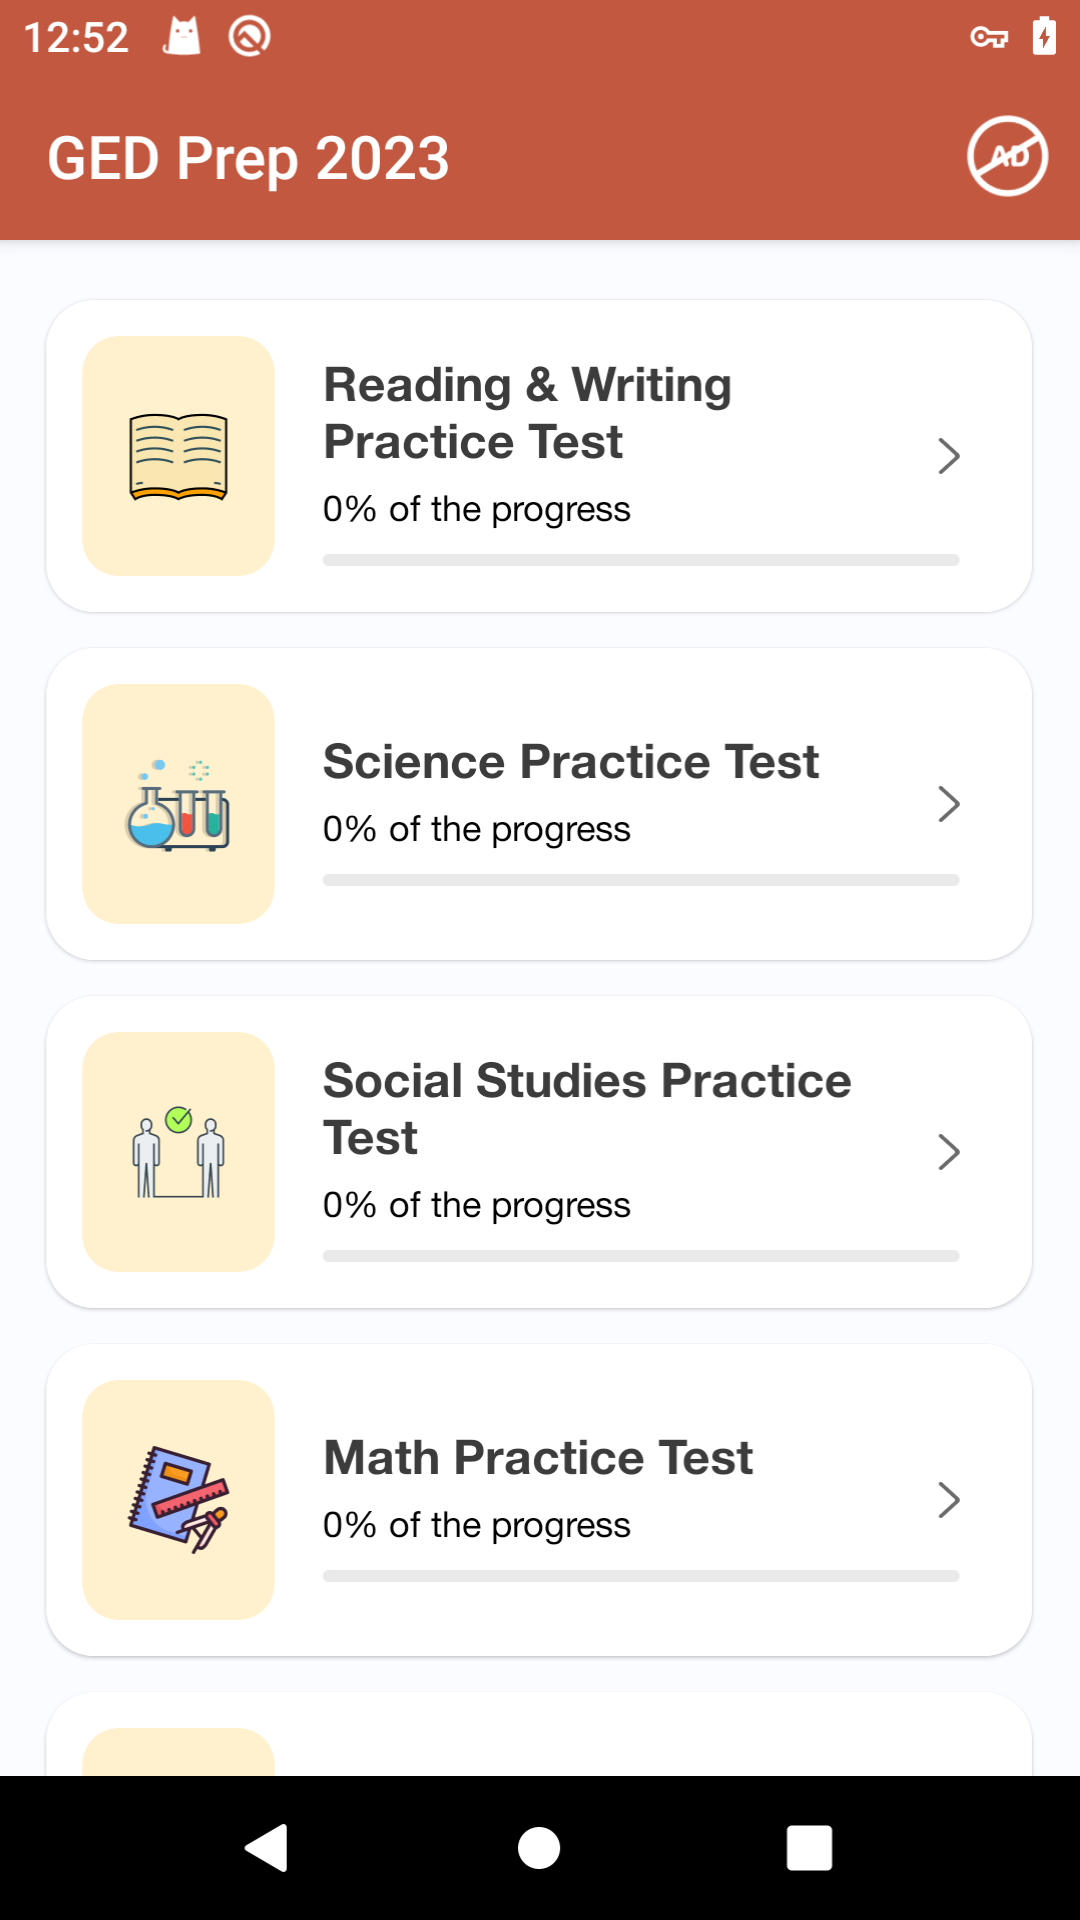 12:52
GED Prep 2023
AD
Reading & Writing
Practice Test
0% of the progress
Science Practice Test
0% of the progress
Social Studies Practice
Test
0% of the progress
Math Practice Test
0% of the progress